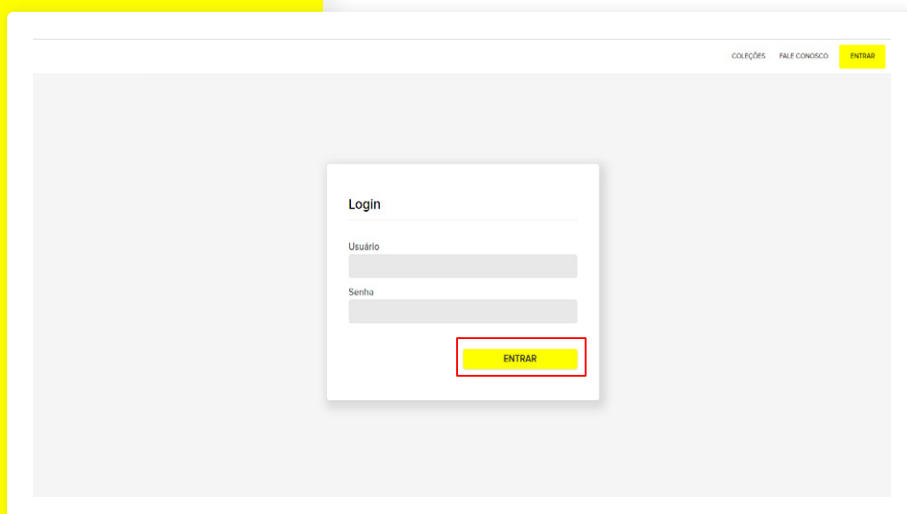 COLEÇÕES FALE CONOSCO ENTRAR
Login
Usuário
Senha
ENTRAR